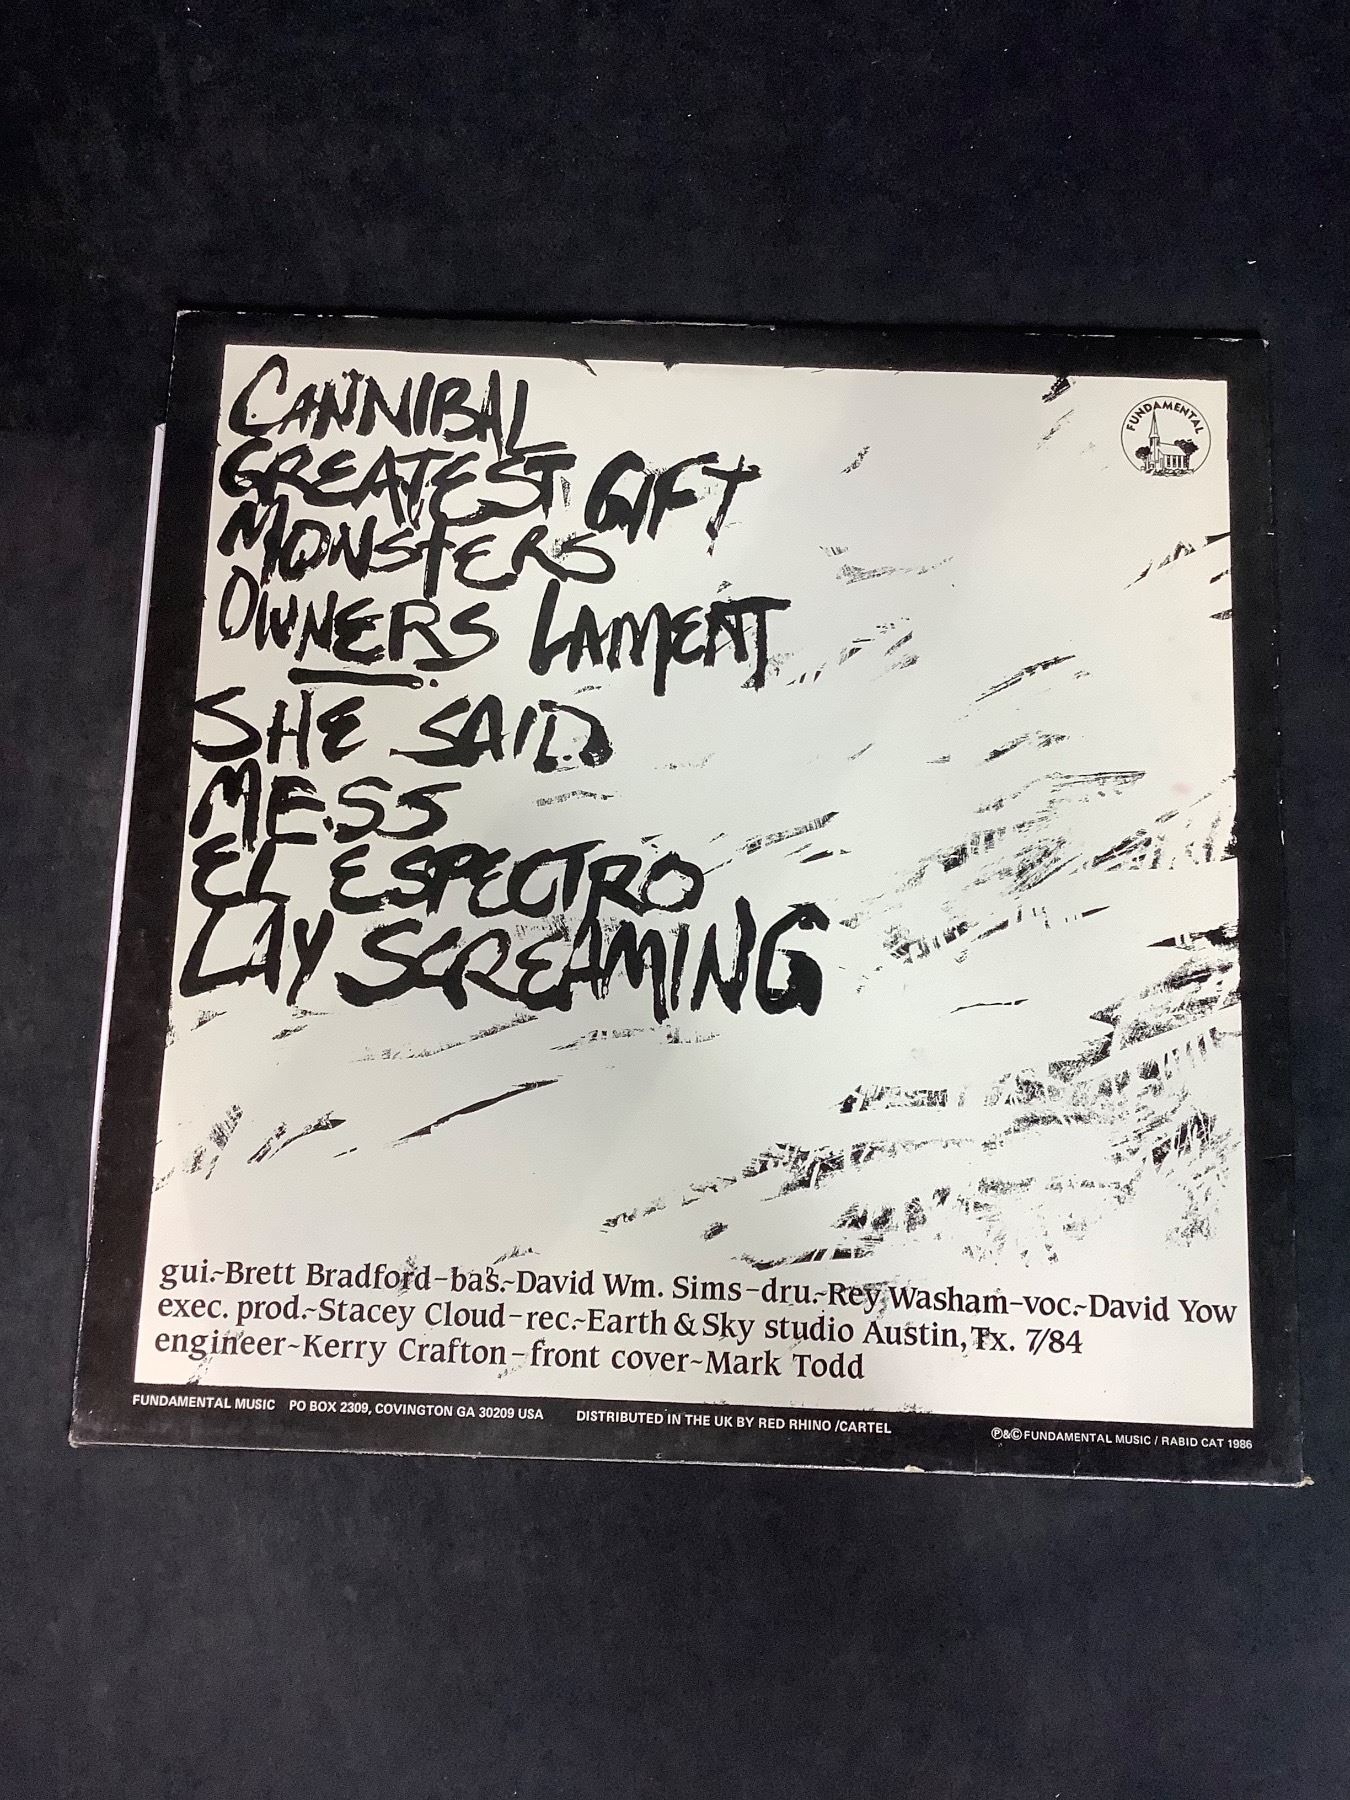 CANNIBAL
GREATEST GIFT
MONSTERS
OWNERS LAMENT
SHE SAID
MESS
EL ESPECTRO
LAY SCREAMING
FUNDAMENTAL
gui.~Brett Bradford–bas.~David Wm. Sims–dru.~Rey Washam–voc.~David Yow
exec. prod.~Stacey Cloud–rec.~Earth & Sky studio Austin, Tx. 7/84
engineer~Kerry Crafton–front cover~Mark Todd
FUNDAMENTAL MUSIC PO BOX 2309, COVINGTON GA 30209 USA DISTRIBUTED IN THE UK BY RED RHINO /CARTEL
℗&©FUNDAMENTAL MUSIC / RABID CAT 1986